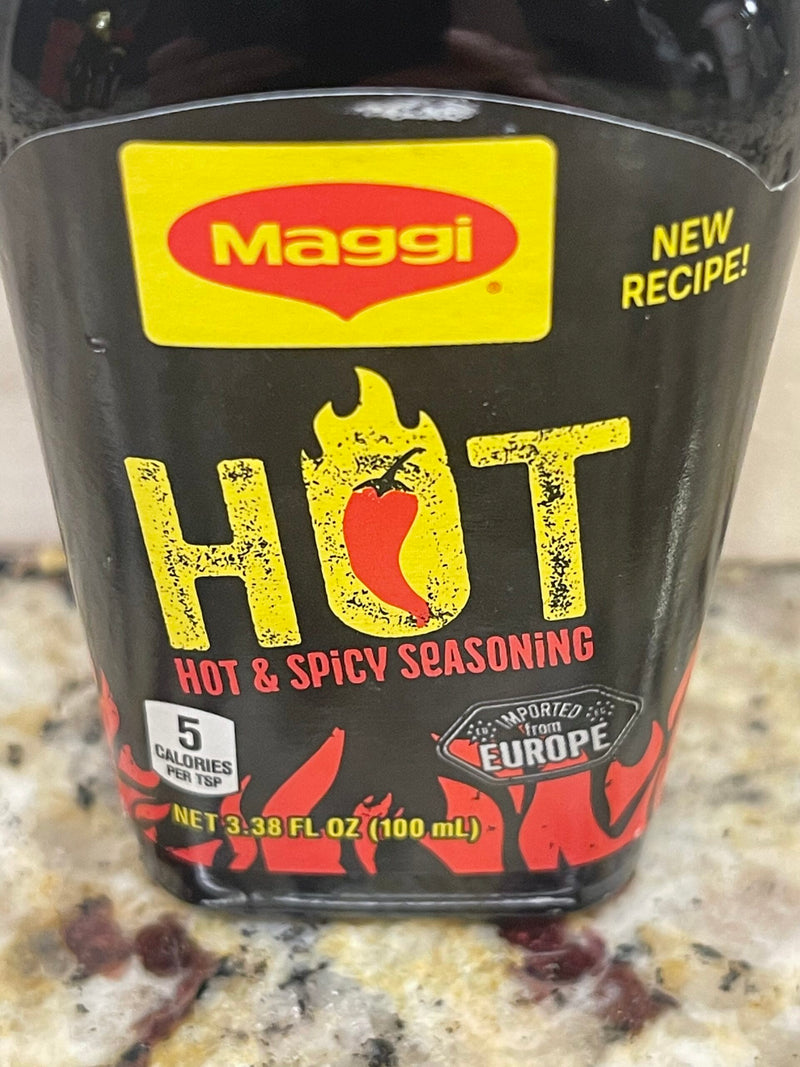 Maggi
®
NEW
RECIPE!
HOT
HOT & SPiCY SeASONiNG
5
CALORIES
PER TSP
IMPORTED
from
EUROPE
NET 3.38 FL OZ (100 mL)